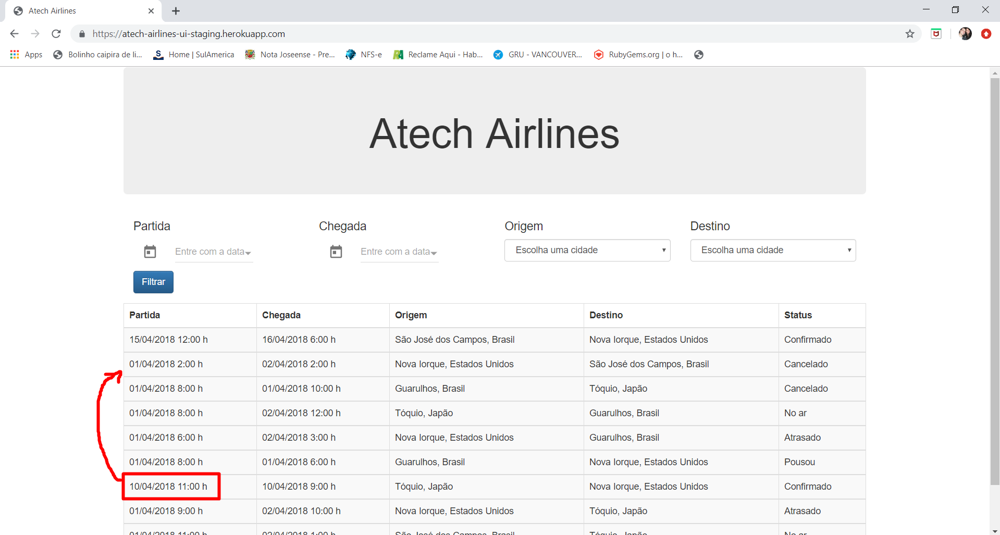 Atech Airlines
https://atech-airlines-ui-staging.herokuapp.com
Apps Bolinho caipira de li... Home | SulAmerica Nota Joseense - Pre... NFS-e Reclame Aqui - Hab... GRU - VANCOUVER... RubyGems.org | o h...
Atech Airlines
Partida Chegada Origem Destino
Entre com a data Entre com a data Escolha uma cidade Escolha uma cidade
Filtrar
Partida Chegada Origem Destino Status
15/04/2018 12:00 h 16/04/2018 6:00 h São José dos Campos, Brasil Nova Iorque, Estados Unidos Confirmado
01/04/2018 2:00 h 02/04/2018 2:00 h Nova Iorque, Estados Unidos São José dos Campos, Brasil Cancelado
01/04/2018 8:00 h 01/04/2018 10:00 h Guarulhos, Brasil Tóquio, Japão Cancelado
01/04/2018 8:00 h 02/04/2018 12:00 h Tóquio, Japão Guarulhos, Brasil No ar
01/04/2018 6:00 h 02/04/2018 3:00 h Nova Iorque, Estados Unidos Guarulhos, Brasil Atrasado
01/04/2018 8:00 h 01/04/2018 6:00 h Guarulhos, Brasil Nova Iorque, Estados Unidos Pousou
10/04/2018 11:00 h 10/04/2018 9:00 h Tóquio, Japão Nova Iorque, Estados Unidos Confirmado
01/04/2018 9:00 h 02/04/2018 10:00 h Nova Iorque, Estados Unidos Tóquio, Japão Atrasado
01/04/2018 11:00 h 02/04/2018 1:00 h São José dos Campos, Brasil Tóquio, Japão No ar